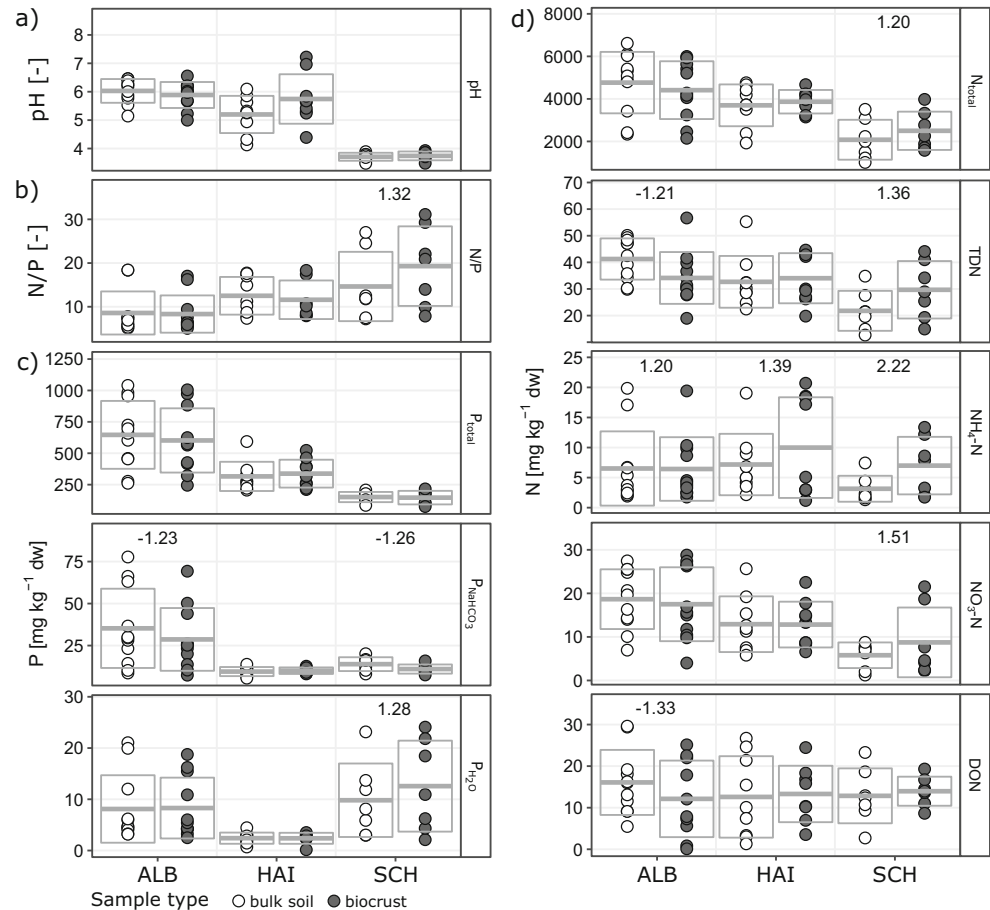 a)
pH [-]
8
7
6
5
4
pH
b)
N/P [-]
30
20
10
1.32
N/P
c)
P [mg kg⁻¹ dw]
1250
1000
750
500
250
P_total
75
50
25
-1.23
-1.26
P_NaHCO₃
30
20
10
0
1.28
P_H₂O
ALB HAI SCH
Sample type bulk soil biocrust
d)
N [mg kg⁻¹ dw]
8000
6000
4000
2000
1.20
N_total
70
60
50
40
30
20
10
-1.21
1.36
TDN
25
20
15
10
5
0
1.20
1.39
2.22
NH₄-N
30
20
10
0
1.51
NO₃-N
30
20
10
0
-1.33
DON
ALB HAI SCH